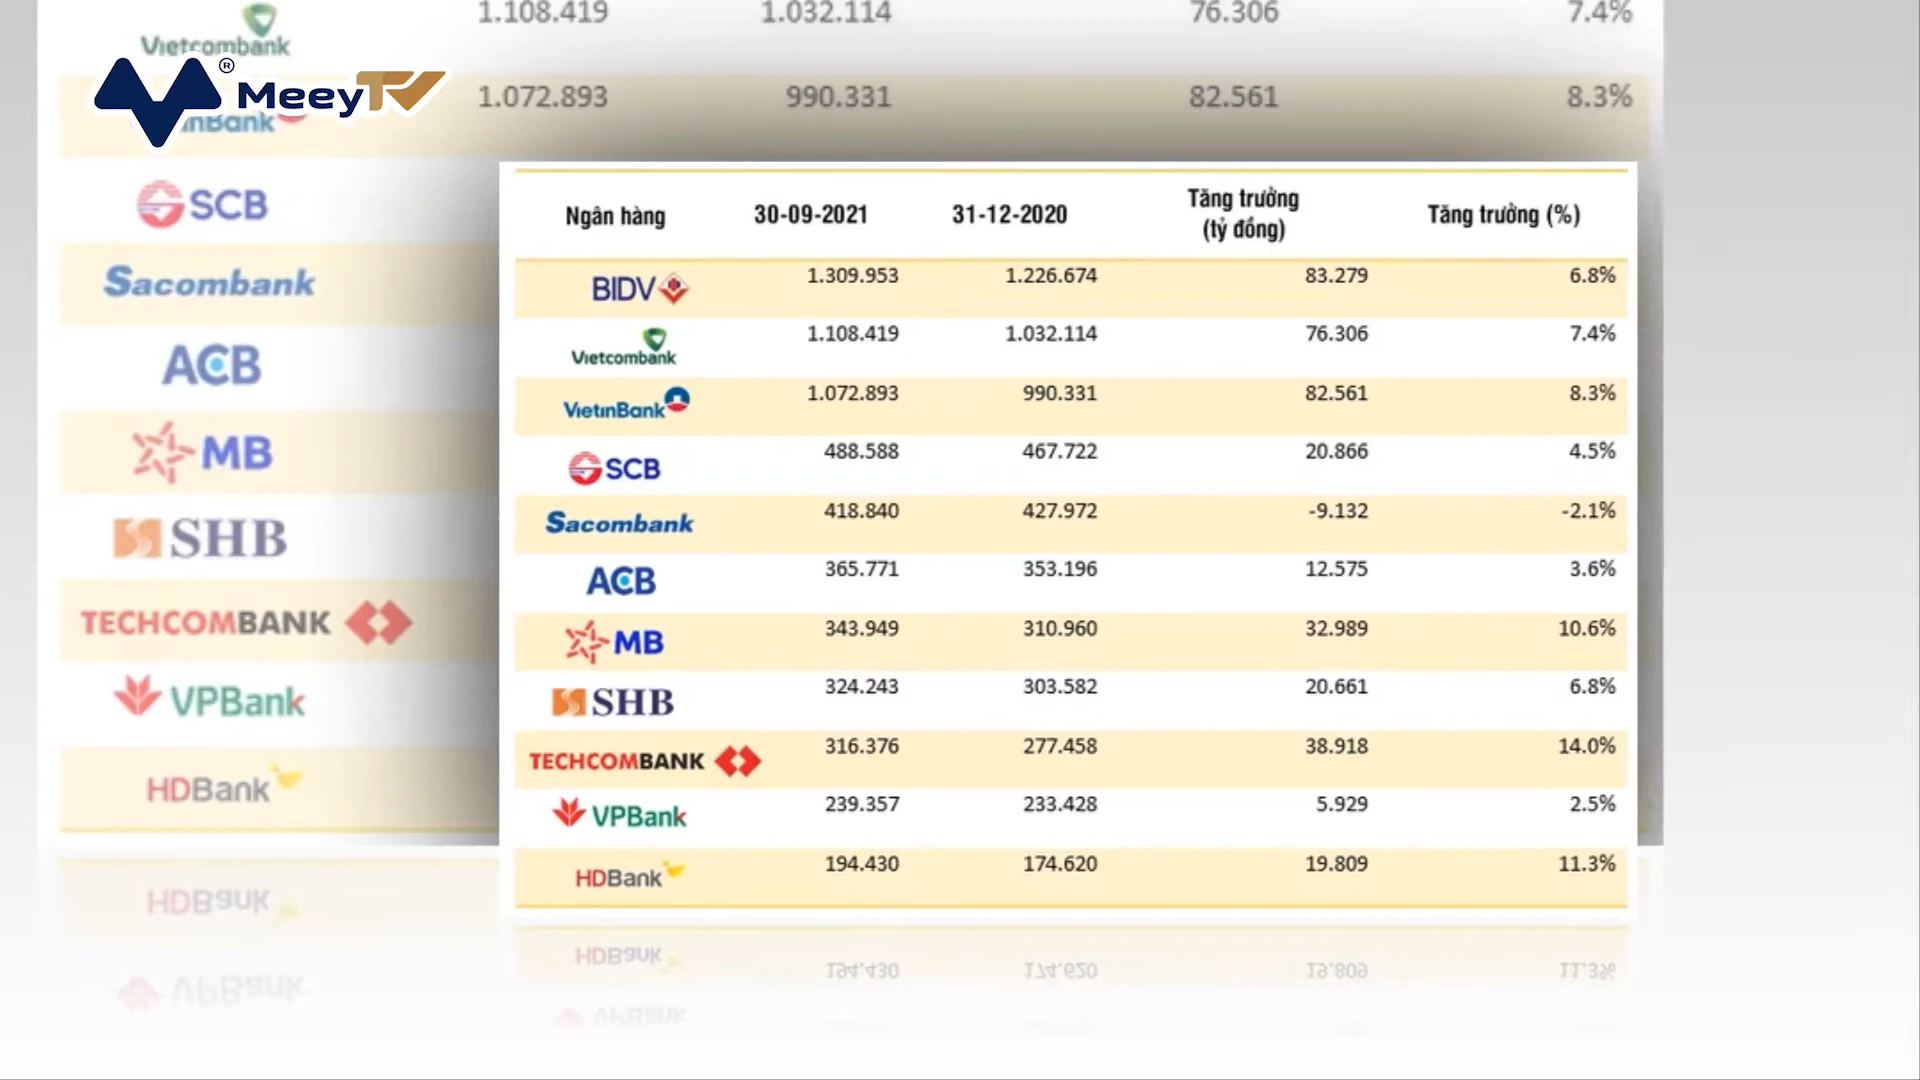 Vietcombank 1.108.419 1.032.114 76.306 7.4%
MeeyTV®
inBank 1.072.893 990.331 82.561 8.3%
SCB
Sacombank
ACB
MB
SHB
TECHCOMBANK
VPBank
HDBank
Ngân hàng 30-09-2021 31-12-2020 Tăng trưởng (tỷ đồng) Tăng trưởng (%)
BIDV 1.309.953 1.226.674 83.279 6.8%
Vietcombank 1.108.419 1.032.114 76.306 7.4%
VietinBank 1.072.893 990.331 82.561 8.3%
SCB 488.588 467.722 20.866 4.5%
Sacombank 418.840 427.972 -9.132 -2.1%
ACB 365.771 353.196 12.575 3.6%
MB 343.949 310.960 32.989 10.6%
SHB 324.243 303.582 20.661 6.8%
TECHCOMBANK 316.376 277.458 38.918 14.0%
VPBank 239.357 233.428 5.929 2.5%
HDBank 194.430 174.620 19.809 11.3%